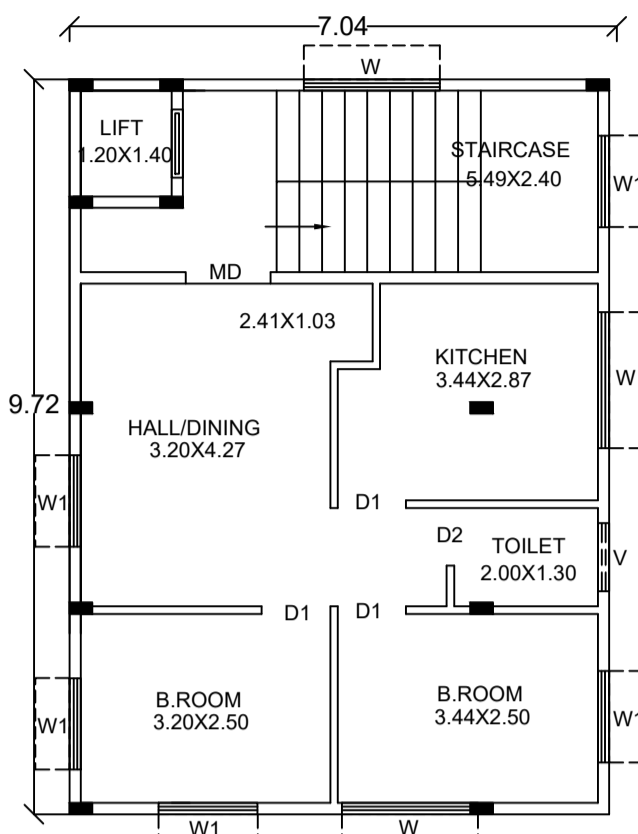 7.04
W
LIFT
1.20X1.40
STAIRCASE
5.49X2.40
W1
MD
2.41X1.03
KITCHEN
3.44X2.87
W
9.72
HALL/DINING
3.20X4.27
W1
D1
D2
TOILET
2.00X1.30
V
D1
D1
B.ROOM
3.20X2.50
B.ROOM
3.44X2.50
W1
W1
W1
W